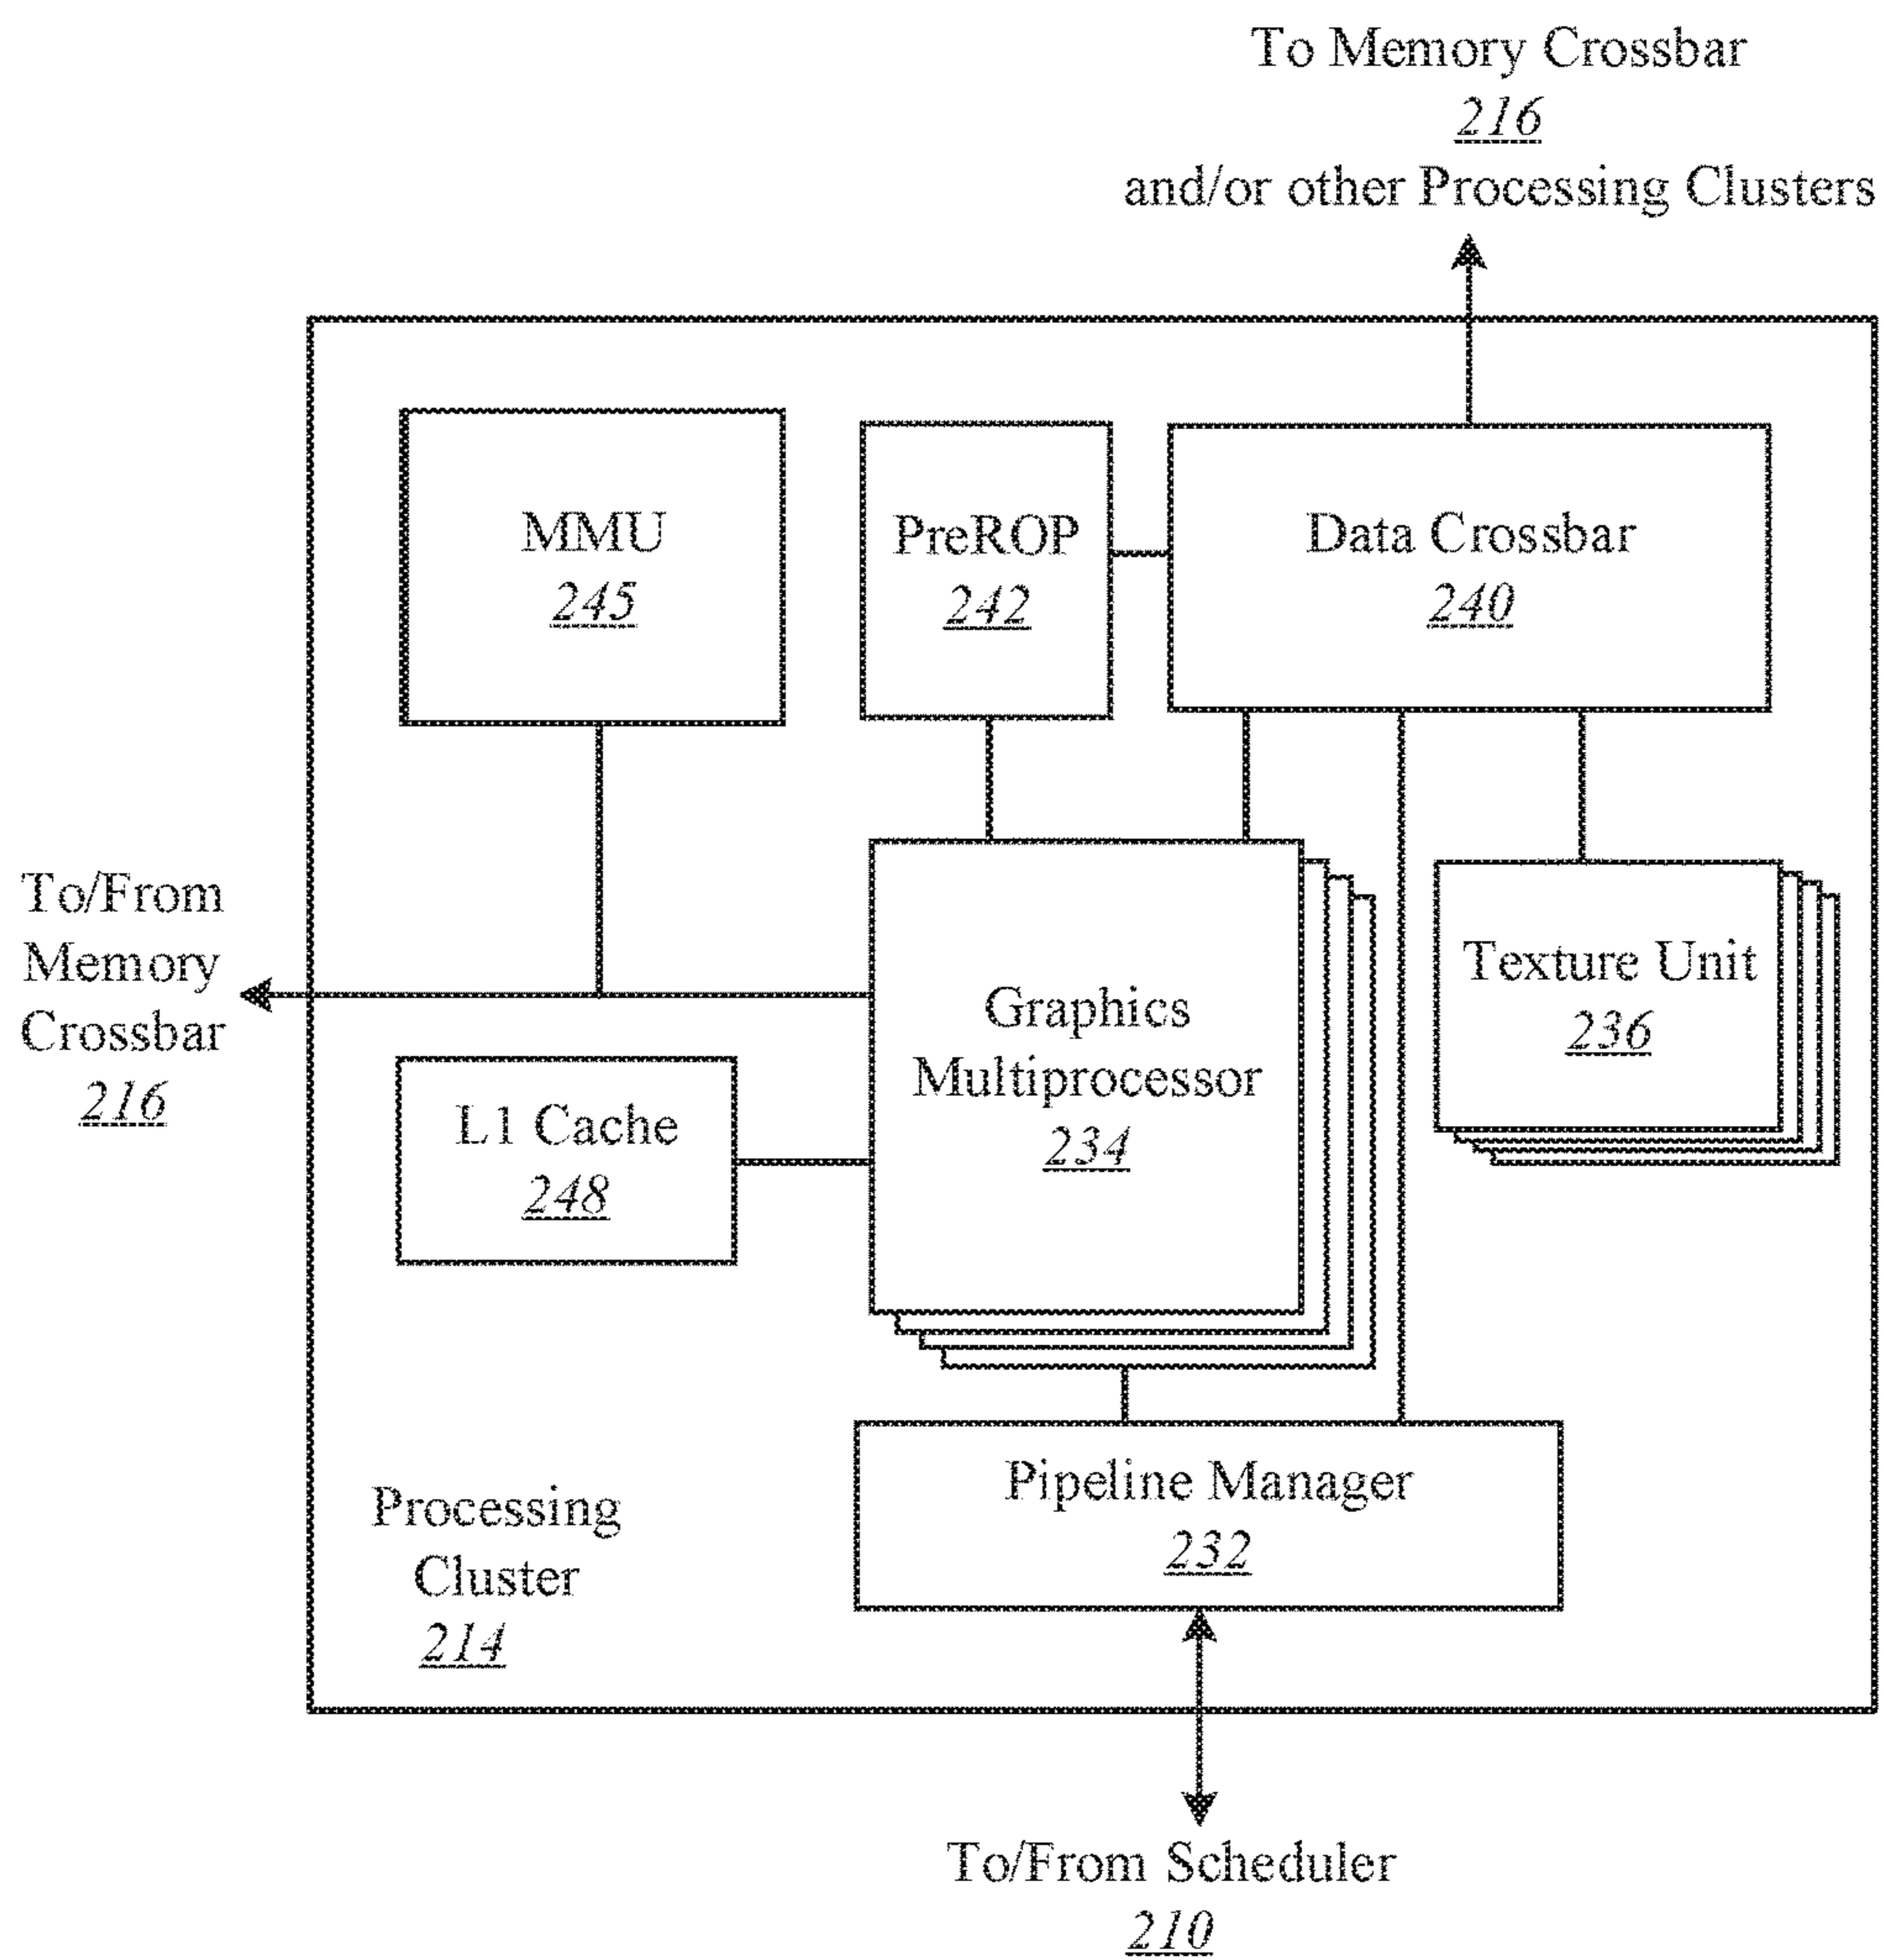 To Memory Crossbar
216
and/or other Processing Clusters
MMU
245
PreROP
242
Data Crossbar
240
To/From
Memory
Crossbar
216
Graphics
Multiprocessor
234
Texture Unit
236
L1 Cache
248
Pipeline Manager
232
Processing
Cluster
214
To/From Scheduler
210